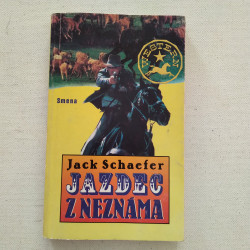 WESTERN
Smena
Jack Schaefer
JAZDEC
Z NEZNÁMA